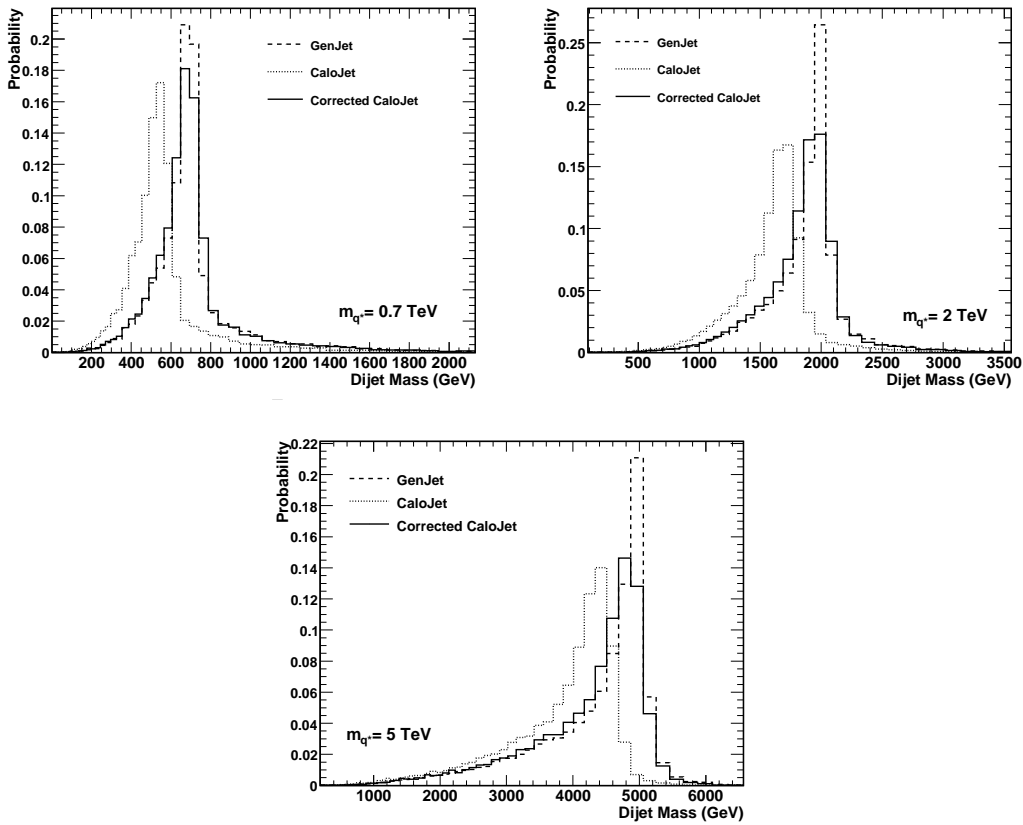 Probability
0.2
0.18
0.16
0.14
0.12
0.1
0.08
0.06
0.04
0.02
0
GenJet
CaloJet
Corrected CaloJet
m_q*= 0.7 TeV
200 400 600 800 1000 1200 1400 1600 1800 2000
Dijet Mass (GeV)
Probability
0.25
0.2
0.15
0.1
0.05
0
GenJet
CaloJet
Corrected CaloJet
m_q*= 2 TeV
500 1000 1500 2000 2500 3000 3500
Dijet Mass (GeV)
Probability
0.22
0.2
0.18
0.16
0.14
0.12
0.1
0.08
0.06
0.04
0.02
0
GenJet
CaloJet
Corrected CaloJet
m_q*= 5 TeV
1000 2000 3000 4000 5000 6000
Dijet Mass (GeV)